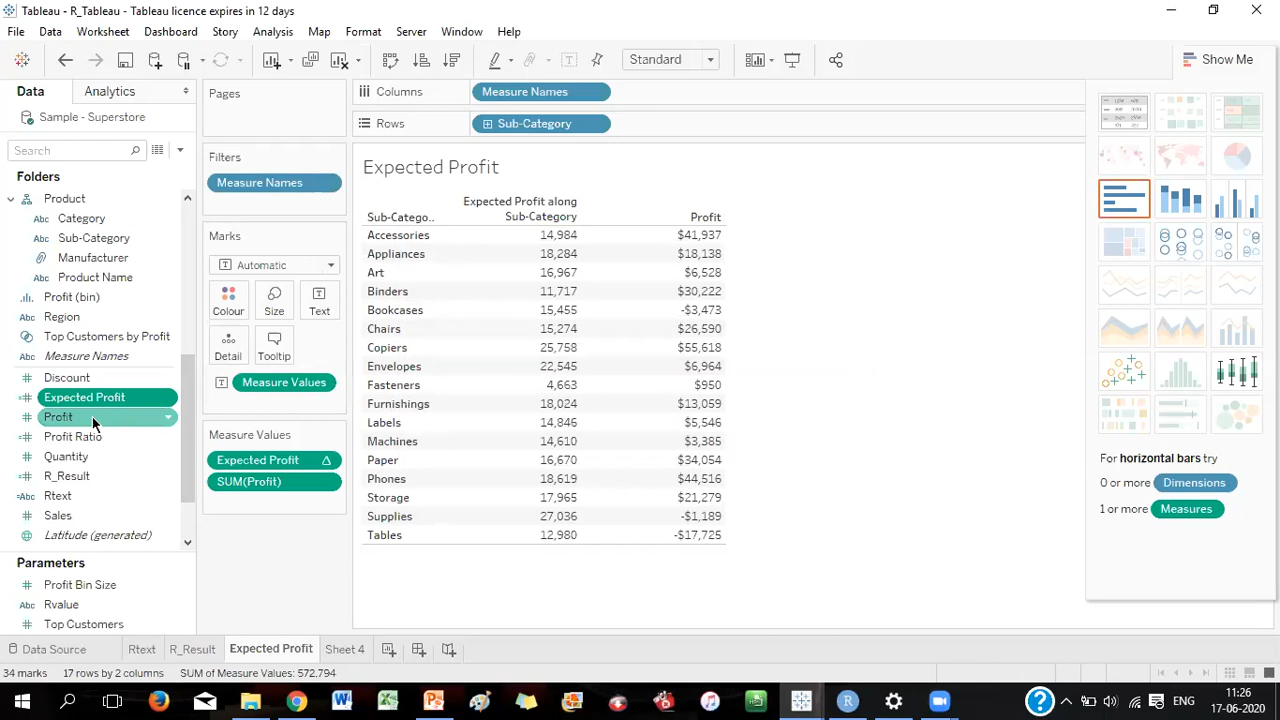 Tableau - R_Tableau - Tableau licence expires in 12 days
File Data Worksheet Dashboard Story Analysis Map Format Server Window Help
Standard
Show Me
Data Analytics
Sample - Superstore
Search
Folders
Product
Abc Category
Abc Sub-Category
Manufacturer
Abc Product Name
Profit (bin)
Abc Region
Top Customers by Profit
Abc Measure Names
# Discount
=# Expected Profit
# Profit
=# Profit Ratio
# Quantity
=# R_Result
=Abc Rtext
# Sales
Latitude (generated)
Parameters
# Profit Bin Size
Abc Rvalue
# Top Customers
Pages
Filters
Measure Names
Marks
T Automatic
Colour Size Text
Detail Tooltip
T Measure Values
Measure Values
Expected Profit Δ
SUM(Profit)
Columns Measure Names
Rows Sub-Category
Expected Profit
Expected Profit along
Sub-Catego.. Sub-Category Profit
Accessories 14,984 $41,937
Appliances 18,284 $18,138
Art 16,967 $6,528
Binders 11,717 $30,222
Bookcases 15,455 -$3,473
Chairs 15,274 $26,590
Copiers 25,758 $55,618
Envelopes 22,545 $6,964
Fasteners 4,663 $950
Furnishings 18,024 $13,059
Labels 14,846 $5,546
Machines 14,610 $3,385
Paper 16,670 $34,054
Phones 18,619 $44,516
Storage 17,965 $21,279
Supplies 27,036 -$1,189
Tables 12,980 -$17,725
For horizontal bars try
0 or more Dimensions
1 or more Measures
Data Source Rtext R_Result Expected Profit Sheet 4
34 marks 17 rows by 2 columns SUM of Measure Values: 572.794
ENG
11:26
17-06-2020